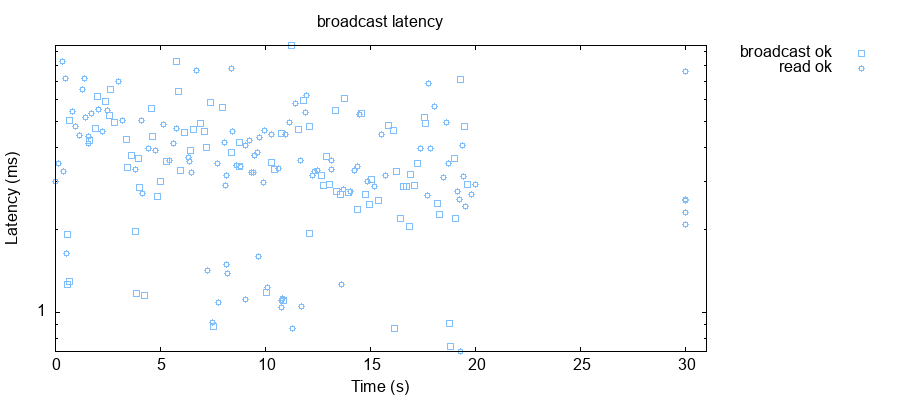 broadcast latency
broadcast ok
read ok
Latency (ms)
1
0 5 10 15 20 25 30
Time (s)